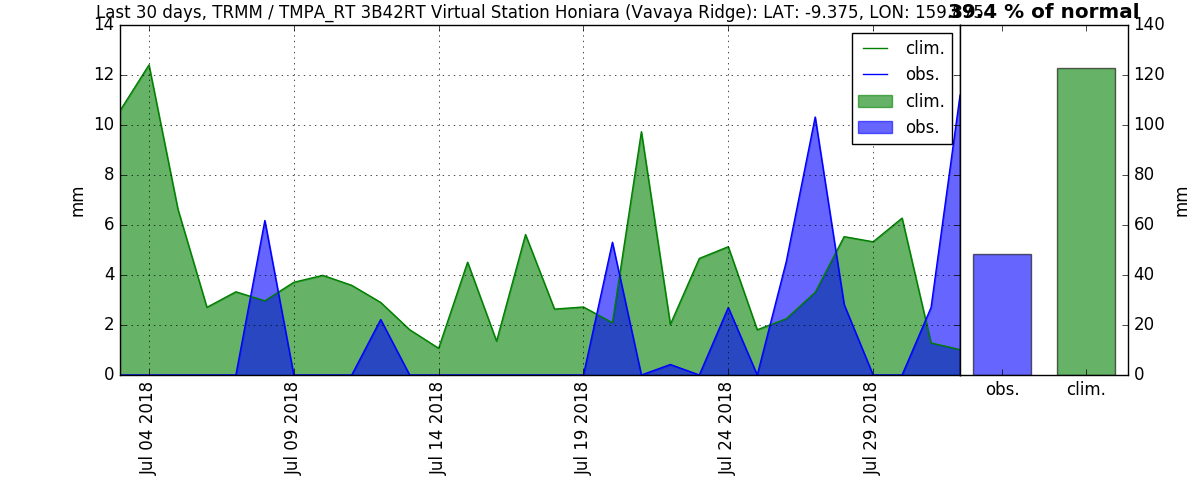 Last 30 days, TRMM / TMPA_RT 3B42RT Virtual Station Honiara (Vavaya Ridge): LAT: -9.375, LON:
39.4 % of normal
14
12
10
8
6
4
2
0
mm
clim.
obs.
clim.
obs.
Jul 04 2018
Jul 09 2018
Jul 14 2018
Jul 19 2018
Jul 24 2018
Jul 29 2018
140
120
100
80
60
40
20
0
mm
obs.
clim.